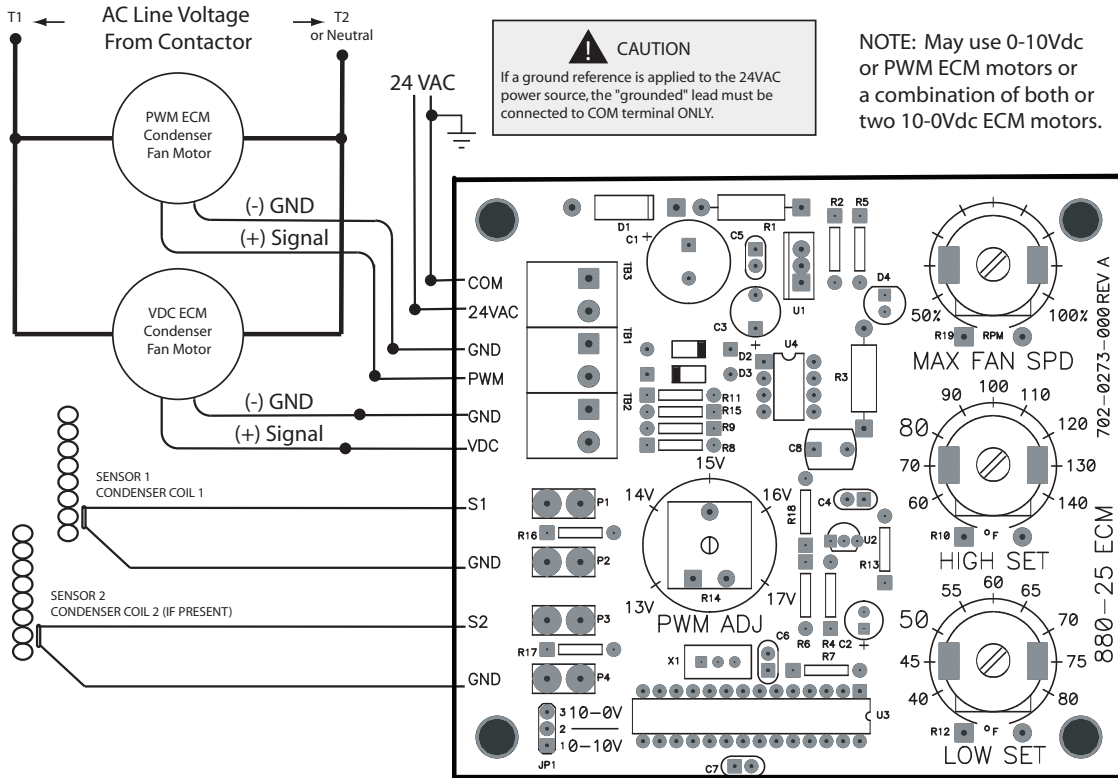 T1
AC Line Voltage
From Contactor
T2
or Neutral
24 VAC
CAUTION
If a ground reference is applied to the 24VAC
power source, the "grounded" lead must be
connected to COM terminal ONLY.
NOTE: May use 0-10Vdc
or PWM ECM motors or
a combination of both or
two 10-0Vdc ECM motors.
PWM ECM
Condenser
Fan Motor
(-) GND
(+) Signal
VDC ECM
Condenser
Fan Motor
(-) GND
(+) Signal
SENSOR 1
CONDENSER COIL 1
SENSOR 2
CONDENSER COIL 2 (IF PRESENT)
COM
24VAC
GND
PWM
GND
VDC
S1
GND
S2
GND
D1
C1
+
C5
R1
R2
R5
TB3
U1
D4
C3
+
TB1
D2
D3
U4
R3
TB2
R11
R15
R9
R8
C8
P1
R16
P2
P3
R17
P4
13V
14V
15V
16V
17V
R14
PWM ADJ
C4
R18
U2
R13
R6
R4
C2
+
C6
X1
R7
U3
C7
3 10-0V
2
1 0-10V
JP1
50%
100%
R19
RPM
MAX FAN SPD
60
70
80
90
100
110
120
130
140
R10
°F
HIGH SET
40
45
50
55
60
65
70
75
80
R12
°F
LOW SET
702-0273-000 REV A
880-25 ECM